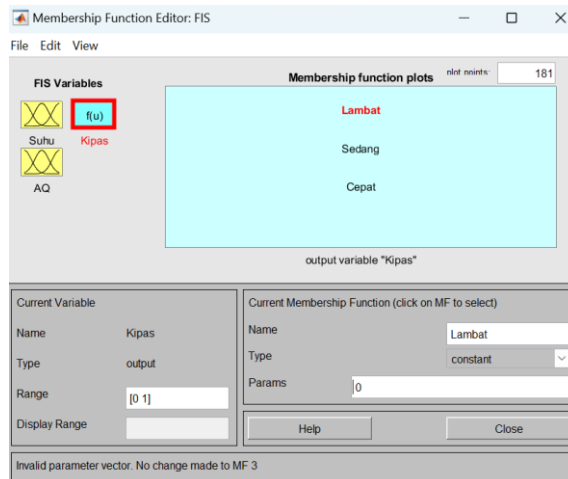 Membership Function Editor: FIS
File Edit View
FIS Variables
f(u)
Suhu Kipas
AQ
Membership function plots plot points: 181
Lambat
Sedang
Cepat
output variable "Kipas"
Current Variable
Name Kipas
Type output
Range [0 1]
Display Range
Current Membership Function (click on MF to select)
Name Lambat
Type constant
Params 0
Help Close
Invalid parameter vector. No change made to MF 3